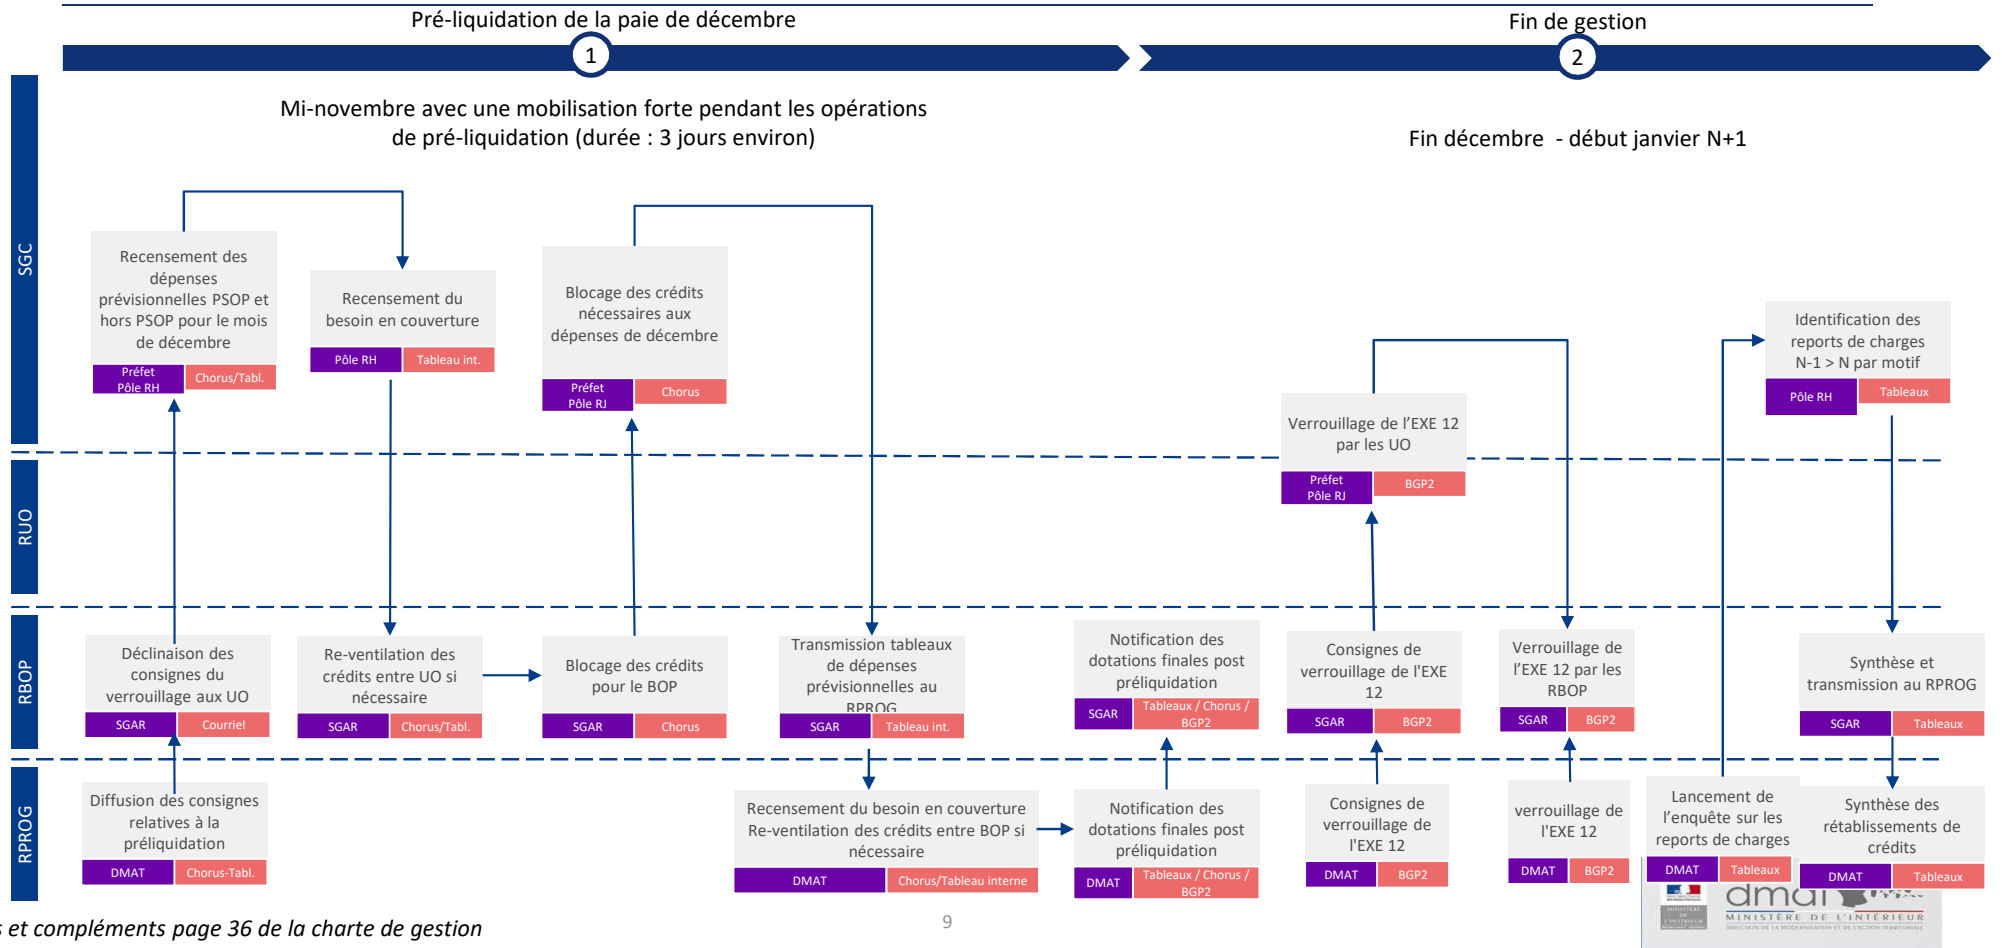 Pré-liquidation de la paie de décembre
Fin de gestion
1
2
Mi-novembre avec une mobilisation forte pendant les opérations
de pré-liquidation (durée : 3 jours environ)
Fin décembre - début janvier N+1
SGC
Recensement des
dépenses
prévisionnelles PSOP et
hors PSOP pour le mois
de décembre
Préfet
Pôle RH
Chorus/Tabl.
Recensement du
besoin en couverture
Pôle RH
Tableau int.
Blocage des crédits
nécessaires aux
dépenses de décembre
Préfet
Pôle RJ
Chorus
Identification des
reports de charges
N-1 > N par motif
Pôle RH
Tableaux
Verrouillage de l'EXE 12
par les UO
Préfet
Pôle RJ
BGP2
RUO
RBOP
Déclinaison des
consignes du
verrouillage aux UO
SGAR
Courriel
Re-ventilation des
crédits entre UO si
nécessaire
SGAR
Chorus/Tabl.
Blocage des crédits
pour le BOP
SGAR
Chorus
Transmission tableaux
de dépenses
prévisionnelles au
RPROG
SGAR
Tableau int.
Notification des
dotations finales post
préliquidation
SGAR
Tableaux / Chorus /
BGP2
Consignes de
verrouillage de l'EXE
12
SGAR
BGP2
Verrouillage de
l'EXE 12 par les
RBOP
SGAR
BGP2
Synthèse et
transmission au RPROG
SGAR
Tableaux
RPROG
Diffusion des consignes
relatives à la
préliquidation
DMAT
Chorus-Tabl.
Recensement du besoin en couverture
Re-ventilation des crédits entre BOP si
nécessaire
DMAT
Chorus/Tableau interne
Notification des
dotations finales post
préliquidation
DMAT
Tableaux / Chorus /
BGP2
Consignes de
verrouillage de
l'EXE 12
DMAT
BGP2
verrouillage de
l'EXE 12
DMAT
BGP2
Lancement de
l'enquête sur les
reports de charges
DMAT
Tableaux
Synthèse des
rétablissements de
crédits
DMAT
Tableaux
s et compléments page 36 de la charte de gestion
9
dmat
MINISTÈRE
DE
L'INTÉRIEUR
MINISTÈRE DE L'INTÉRIEUR
DIRECTION DE LA MODERNISATION ET DE L'ACTION TERRITORIALE